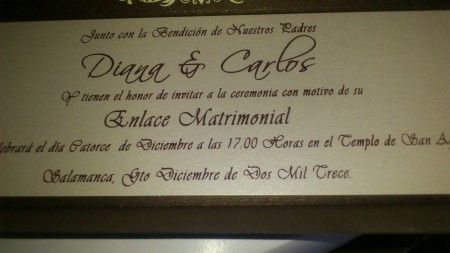 Junto con la Bendición de Nuestros Padres
Diana & Carlos
Y tienen el honor de invitar a la ceremonia con motivo de su
Enlace Matrimonial
el día Catorce de Diciembre a las 17.00 Horas en el Templo de San
Salamanca, Gto Diciembre de Dos Mil Trece.